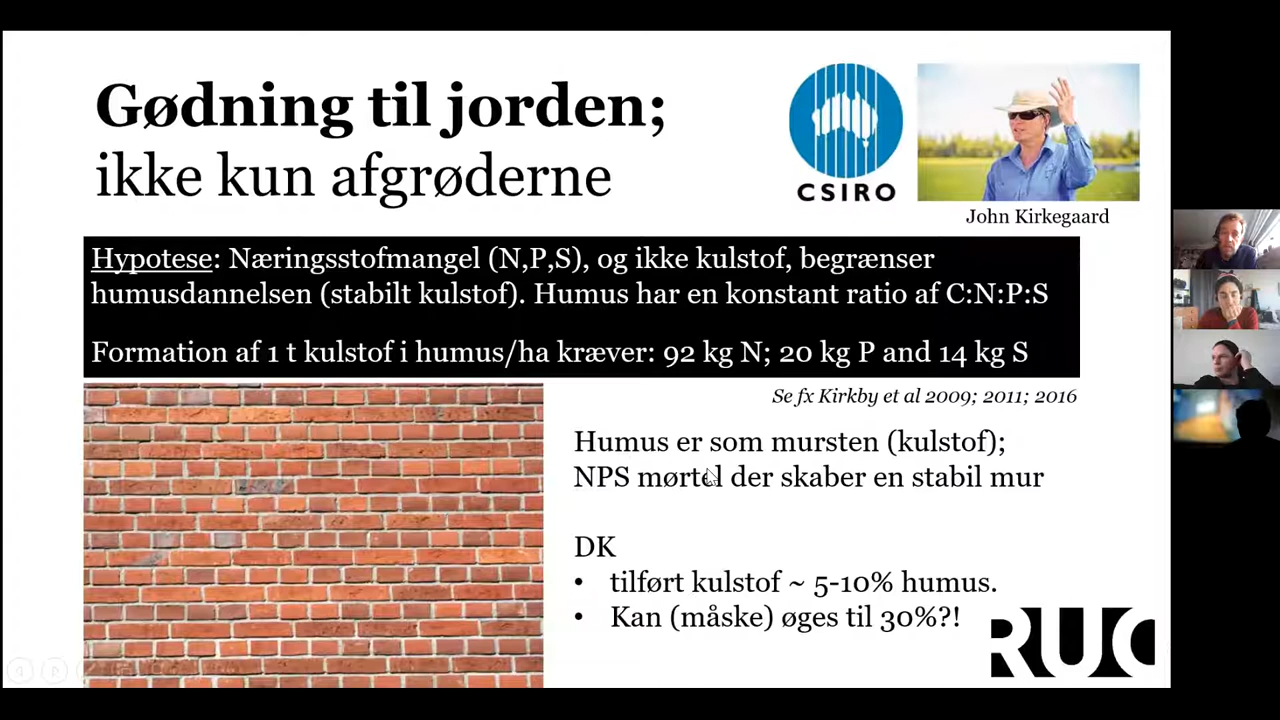 Gødning til jorden;
ikke kun afgrøderne
CSIRO
John Kirkegaard
Hypotese: Næringsstofmangel (N,P,S), og ikke kulstof, begrænser
humusdannelsen (stabilt kulstof). Humus har en konstant ratio af C:N:P:S
Formation af 1 t kulstof i humus/ha kræver: 92 kg N; 20 kg P and 14 kg S
Se fx Kirkby et al 2009; 2011; 2016
Humus er som mursten (kulstof);
NPS mørtel der skaber en stabil mur
DK
• tilført kulstof ~ 5-10% humus.
• Kan (måske) øges til 30%?!
RUC